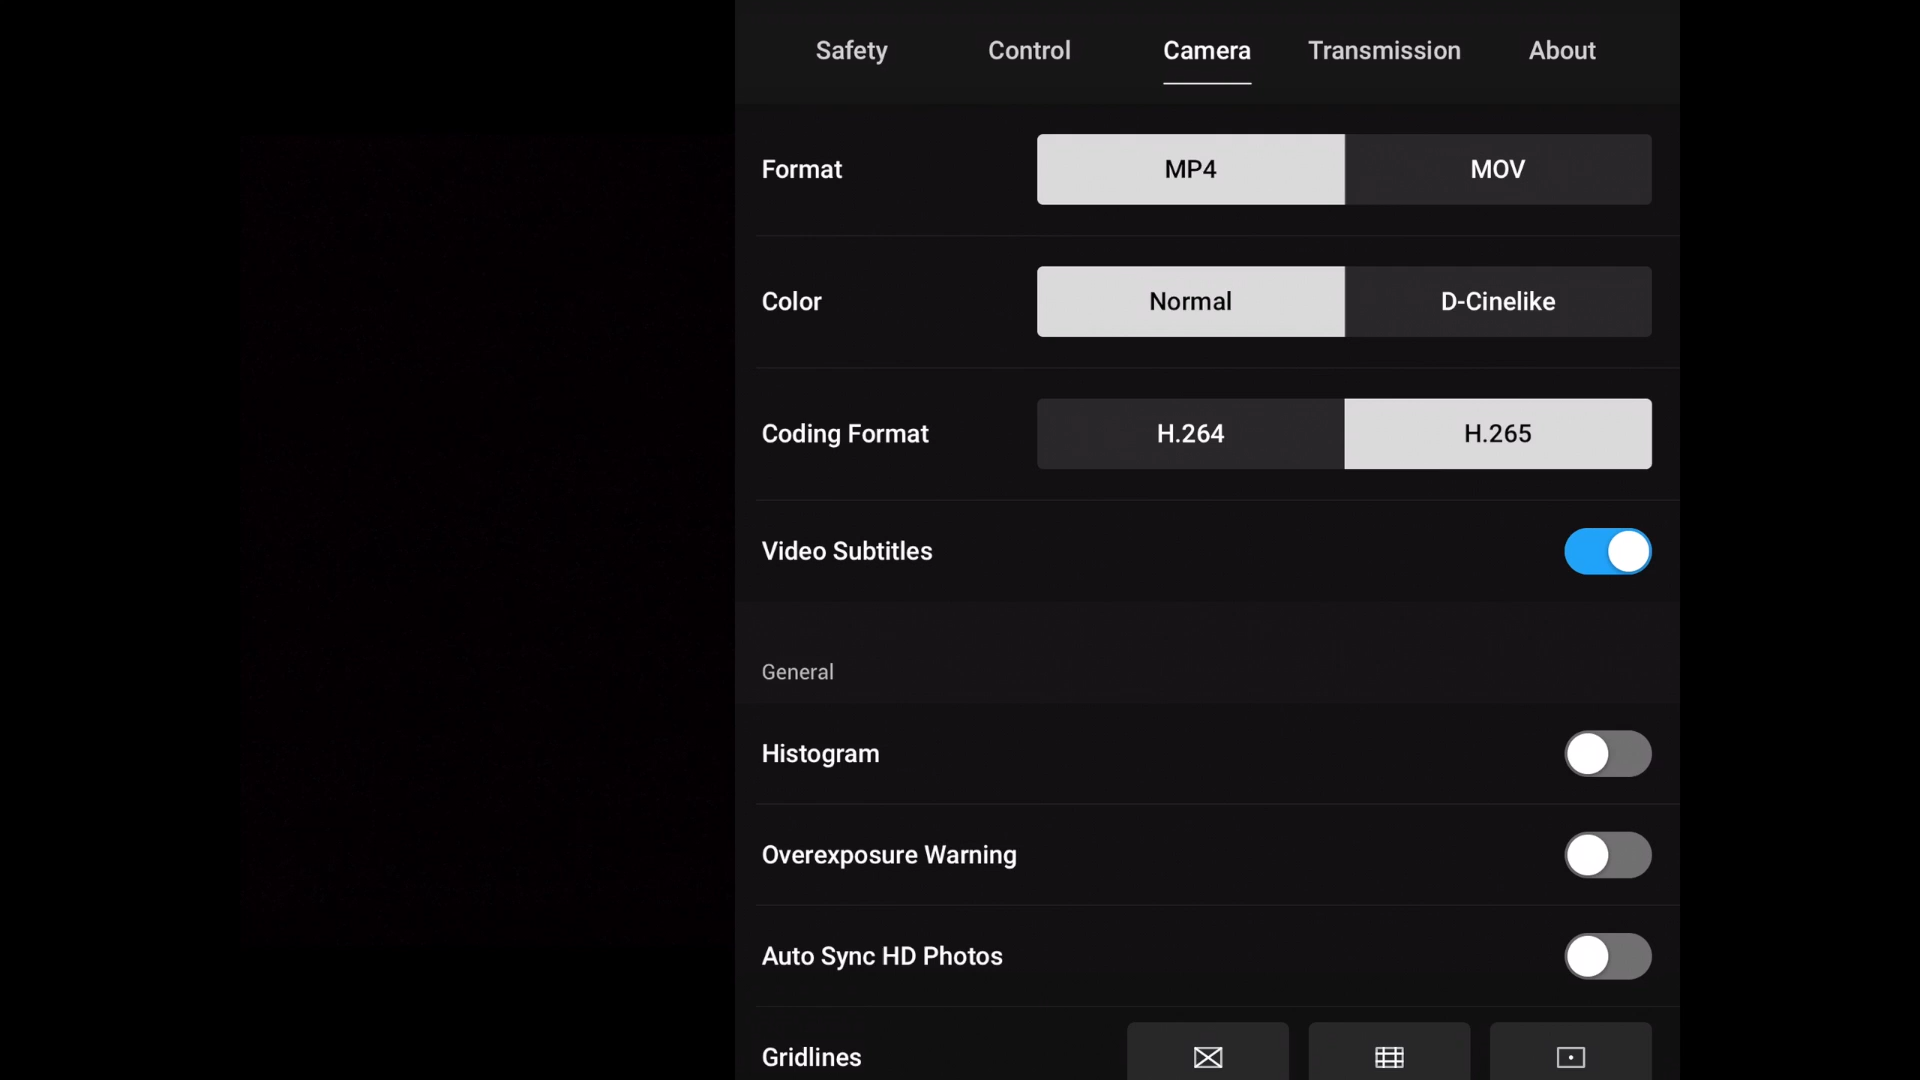 Safety Control Camera Transmission About
Format MP4 MOV
Color Normal D-Cinelike
Coding Format H.264 H.265
Video Subtitles
General
Histogram
Overexposure Warning
Auto Sync HD Photos
Gridlines